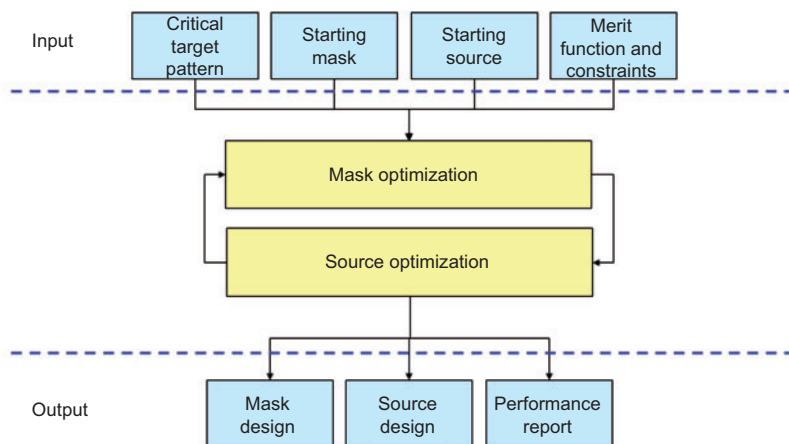 Input
Critical
target
pattern
Starting
mask
Starting
source
Merit
function and
constraints
Mask optimization
Source optimization
Output
Mask
design
Source
design
Performance
report